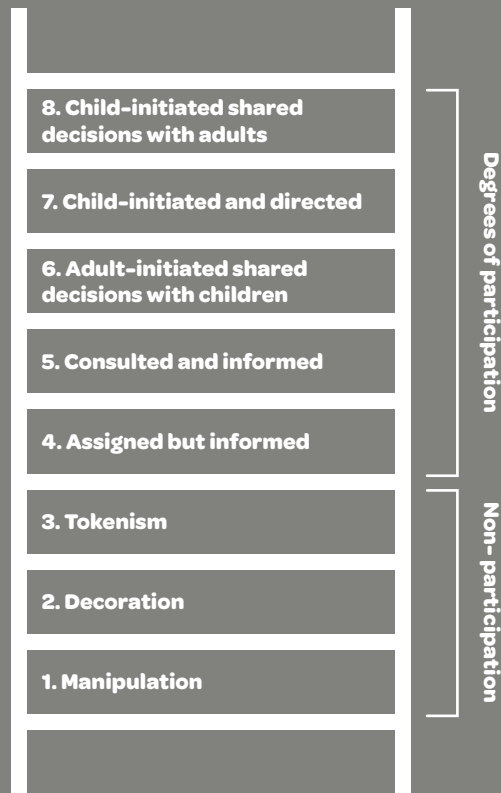 8. Child-initiated shared
decisions with adults
7. Child-initiated and directed
6. Adult-initiated shared
decisions with children
5. Consulted and informed
4. Assigned but informed
3. Tokenism
2. Decoration
1. Manipulation
Degrees of participation
Non- participation